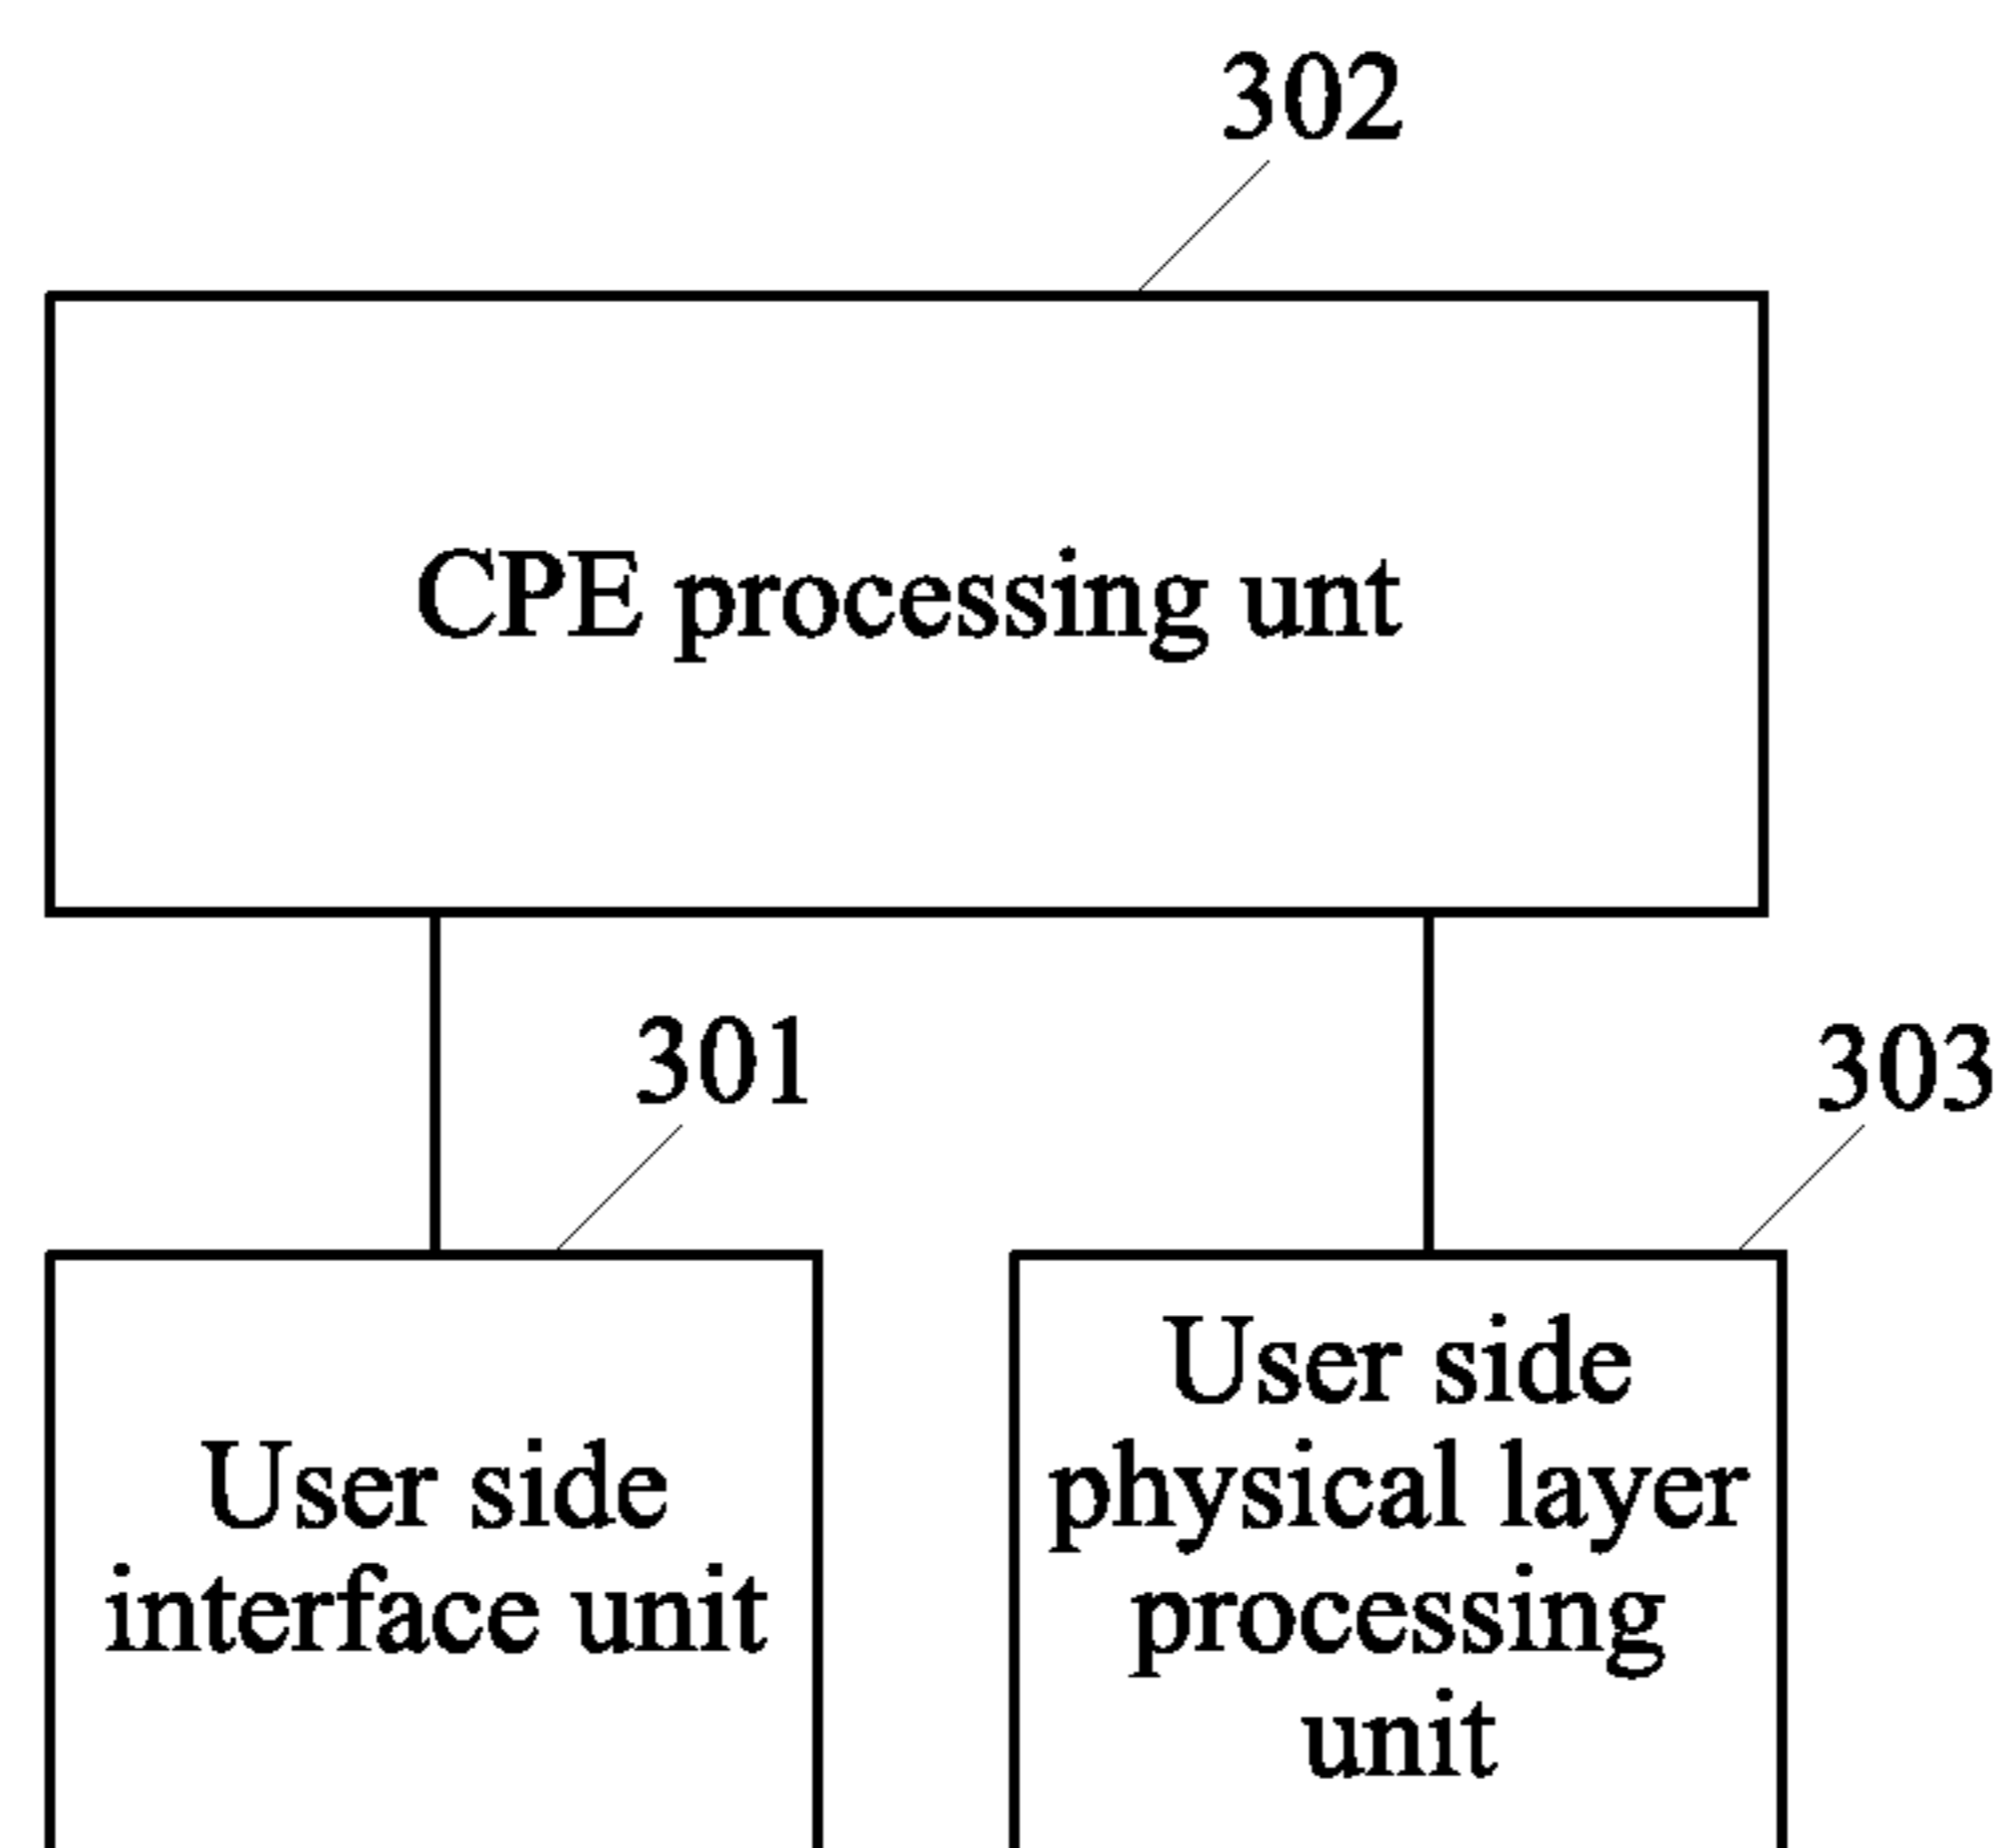 302
CPE processing unt
301
303
User side
interface unit
User side
physical layer
processing
unit